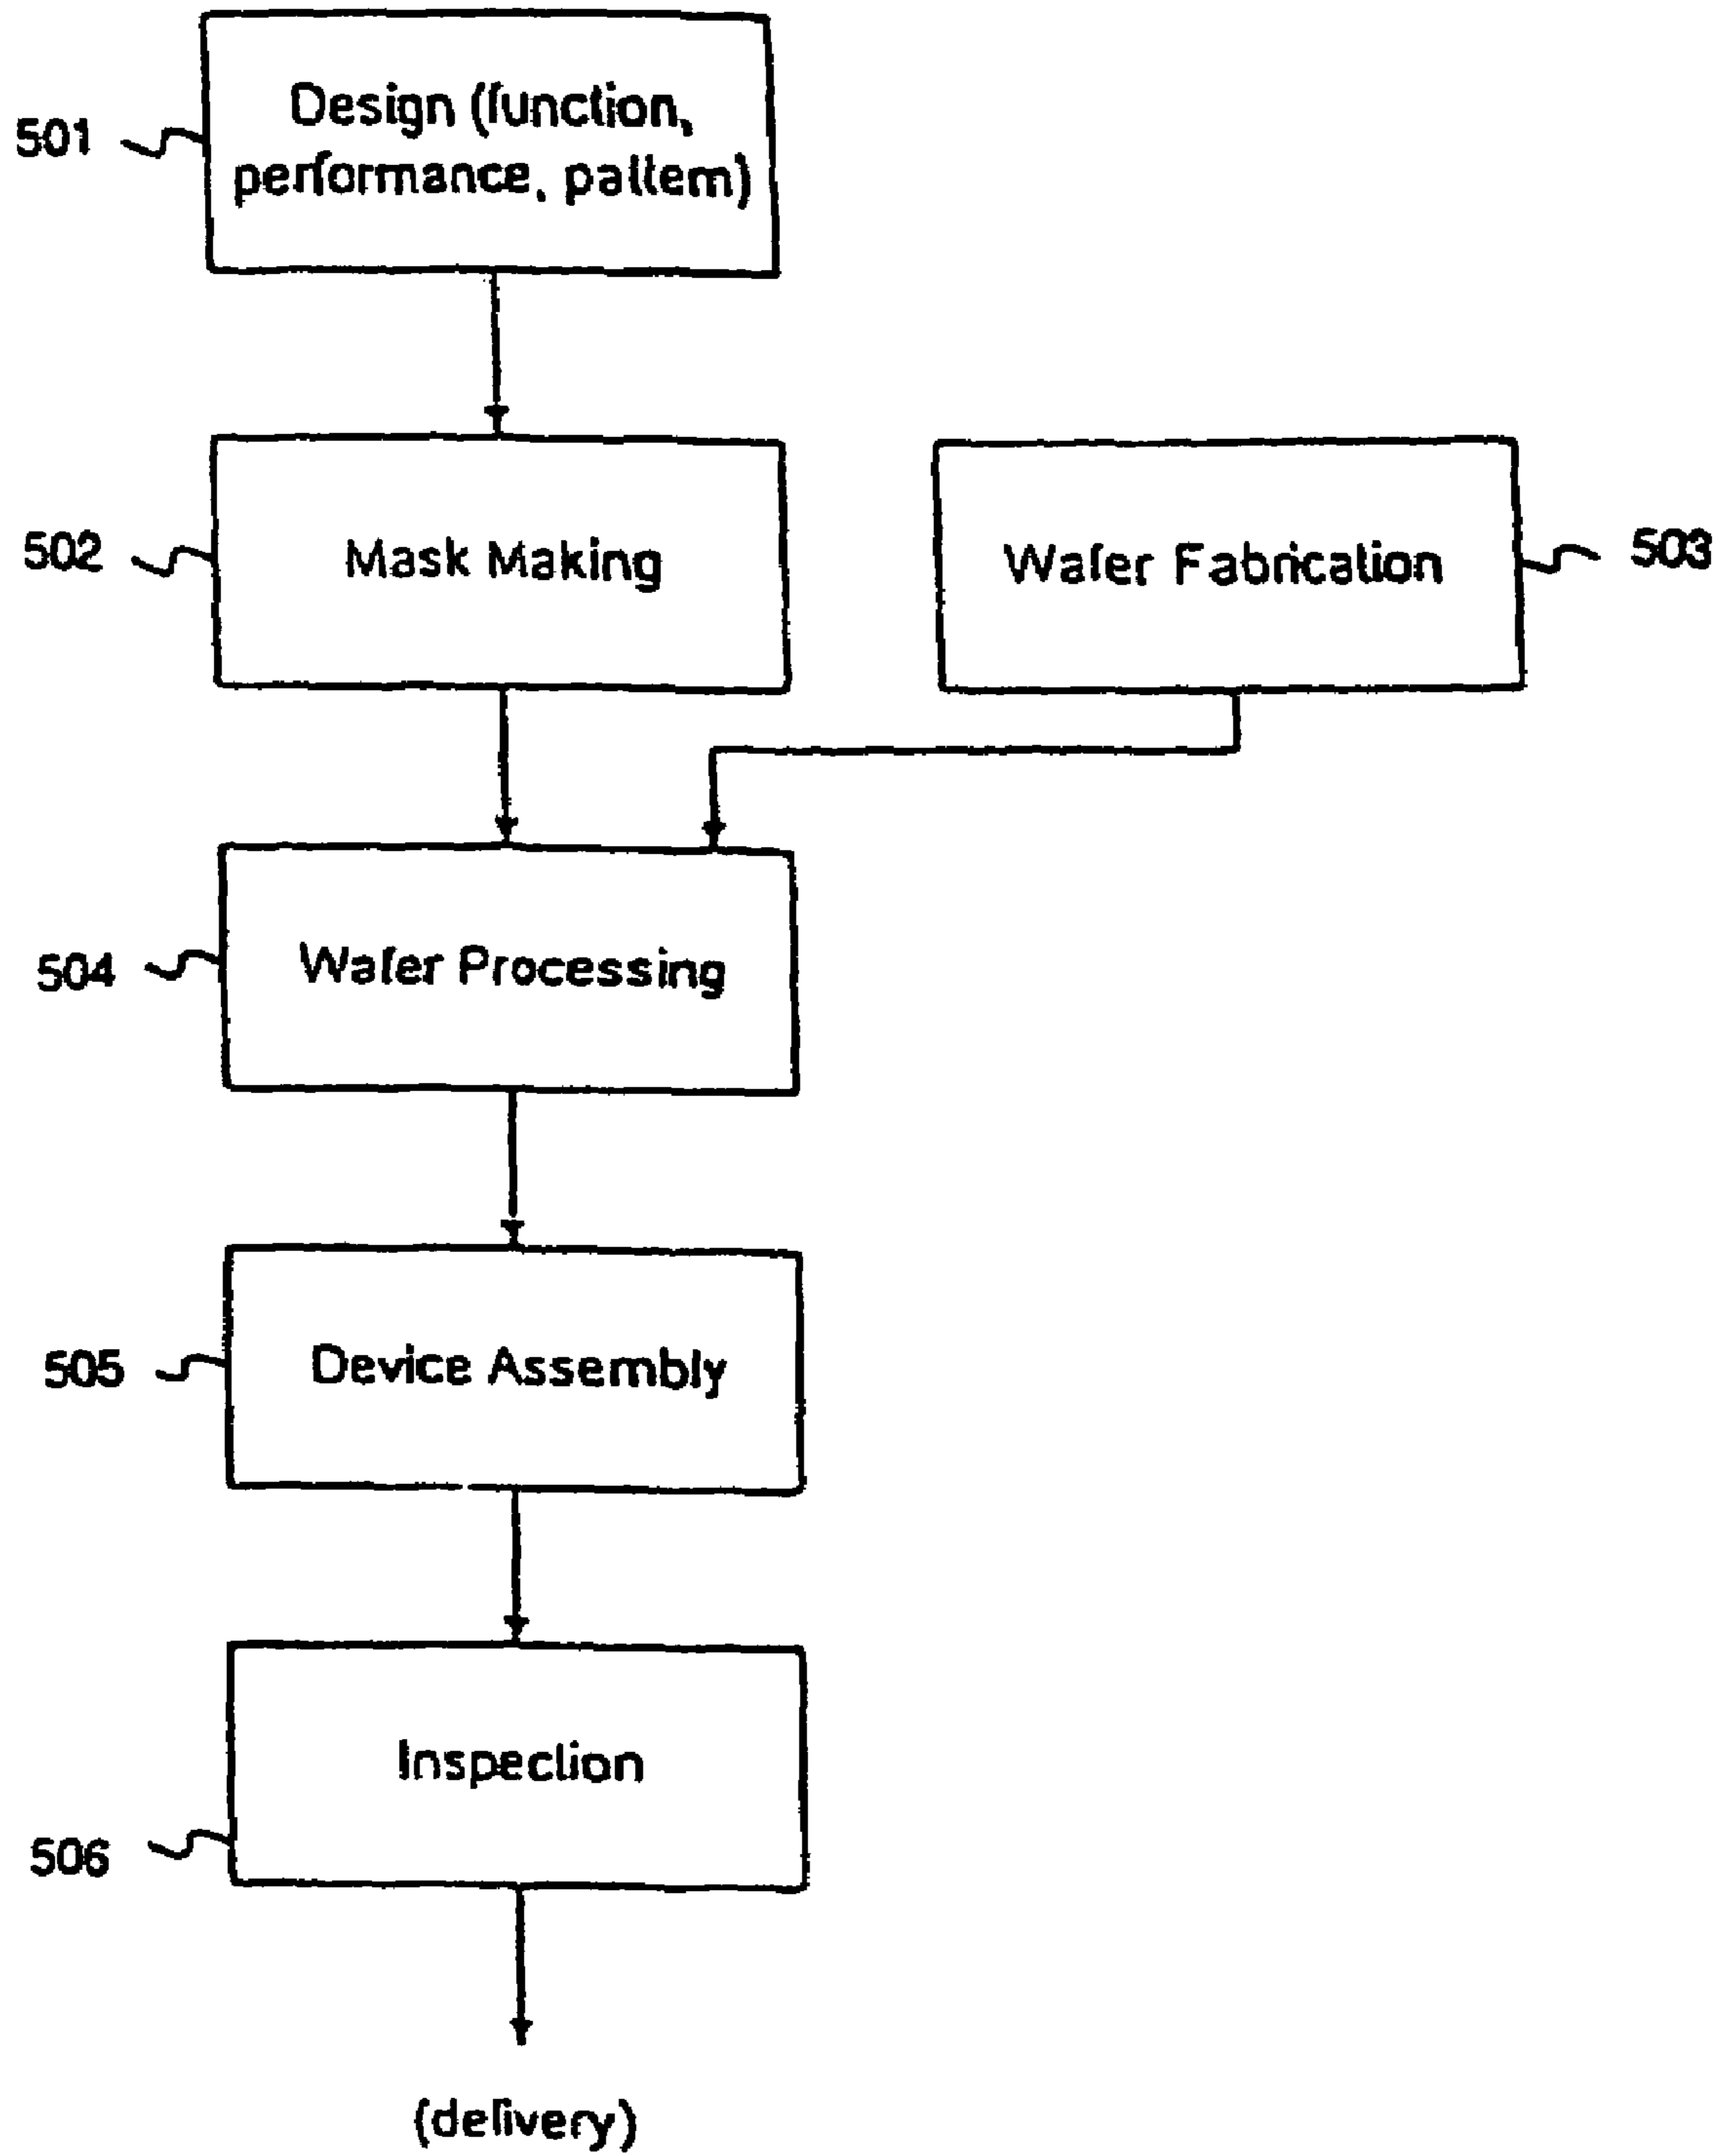 501
Design (function,
performance, pattern)
502
Mask Making
Wafer Fabrication
503
504
Wafer Processing
505
Device Assembly
Inspection
506
(delivery)